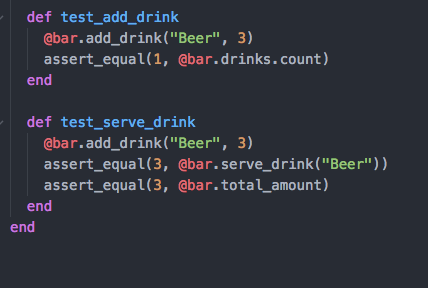 def test_add_drink
@bar.add_drink("Beer", 3)
assert_equal(1, @bar.drinks.count)
end
def test_serve_drink
@bar.add_drink("Beer", 3)
assert_equal(3, @bar.serve_drink("Beer"))
assert_equal(3, @bar.total_amount)
end
end